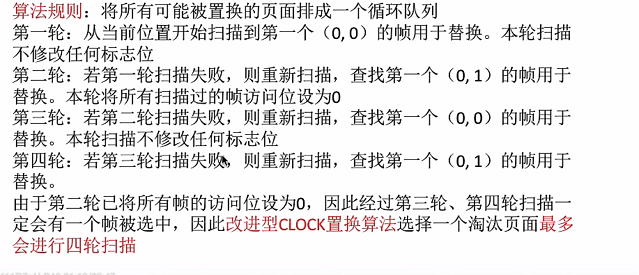 算法规则：将所有可能被置换的页面排成一个循环队列
第一轮：从当前位置开始扫描到第一个（0, 0）的帧用于替换。本轮扫描
不修改任何标志位
第二轮：若第一轮扫描失败，则重新扫描，查找第一个（0, 1）的帧用于
替换。本轮将所有扫描过的帧访问位设为0
第三轮：若第二轮扫描失败，则重新扫描，查找第一个（0, 0）的帧用于
替换。本轮扫描不修改任何标志位
第四轮：若第三轮扫描失败，则重新扫描，查找第一个（0, 1）的帧用于
替换。
由于第二轮已将所有帧的访问位设为0，因此经过第三轮、第四轮扫描一
定会有一个帧被选中，因此改进型CLOCK置换算法选择一个淘汰页面最多
会进行四轮扫描